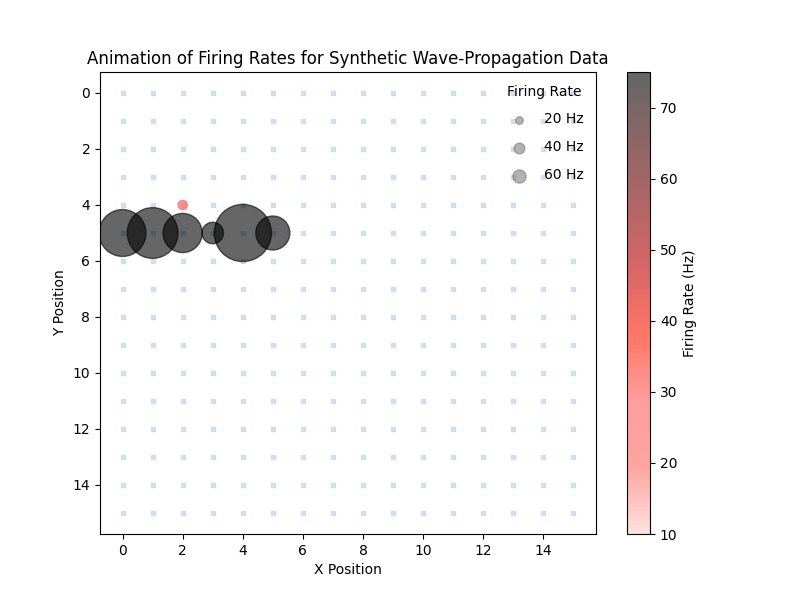 Animation of Firing Rates for Synthetic Wave-Propagation Data
Firing Rate
20 Hz
40 Hz
60 Hz
0
2
4
6
8
10
12
14
Y Position
0 2 4 6 8 10 12 14
X Position
70
60
50
40
30
20
10
Firing Rate (Hz)